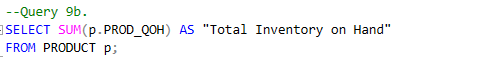 --Query 9b.
SELECT SUM(p.PROD_QOH) AS "Total Inventory on Hand"
FROM PRODUCT p;